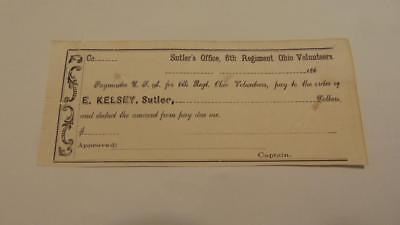 Co......... Sutler's Office, 6th Regiment Ohio Volunteers.
186
Paymaster U. S. A. for 6th Regt. Ohio Volunteers, pay to the order of
E. KELSEY, Sutler, Dollars,
and deduct the amount from pay due me.
$
Approved:
Captain.